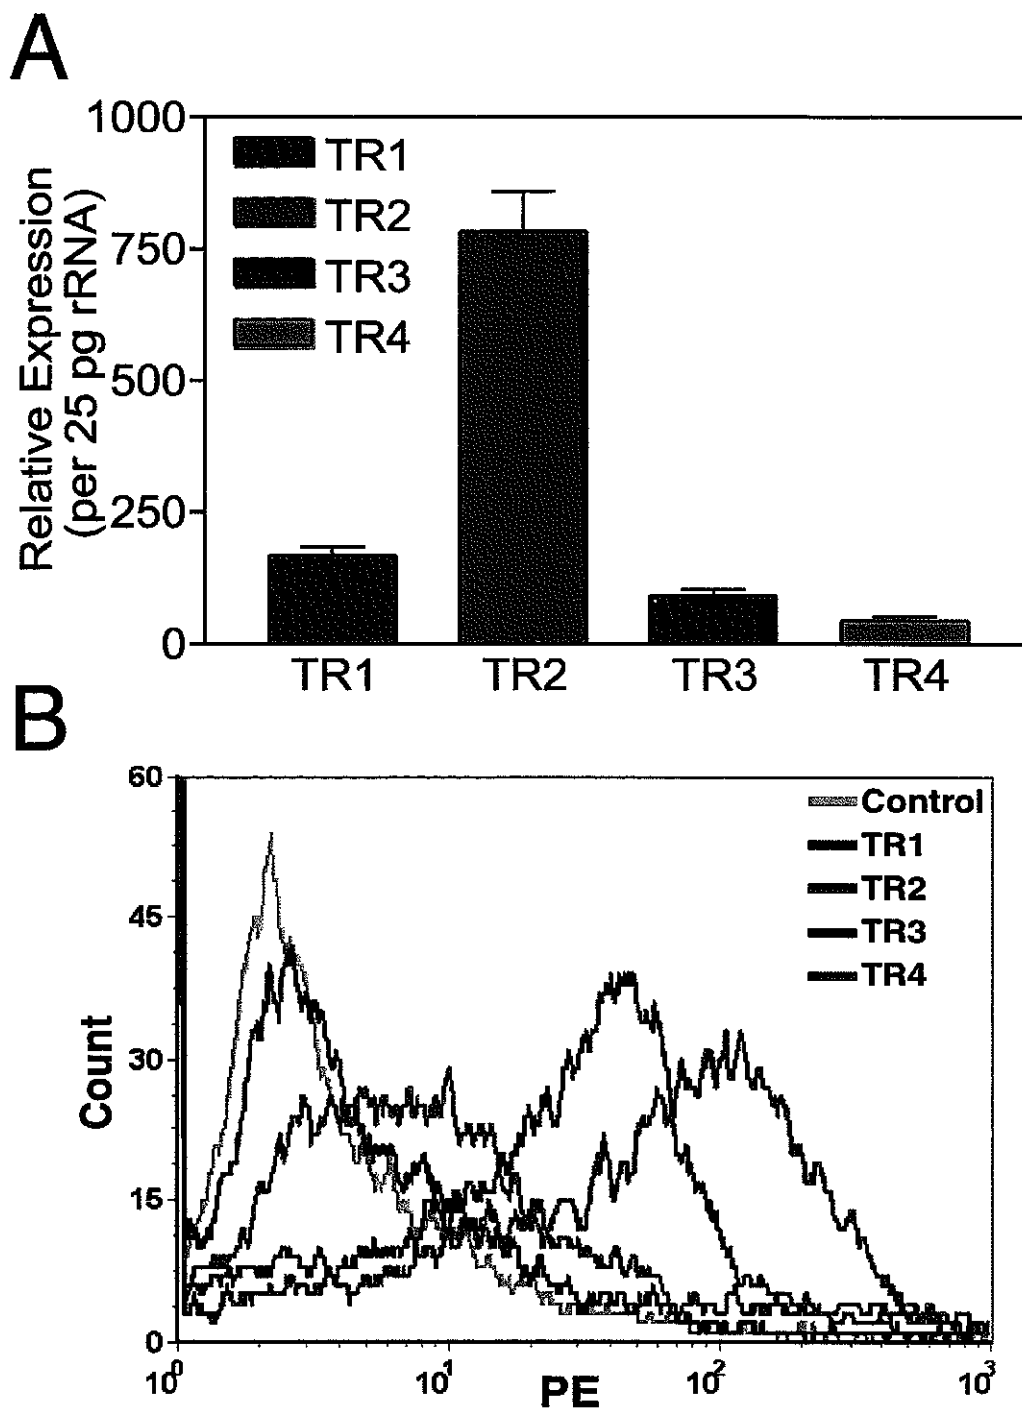 A
Relative Expression
(per 25 pg rRNA)
1000
750
500
250
0
TR1
TR2
TR3
TR4
TR1 TR2 TR3 TR4
B
Count
60
45
30
15
0
Control
TR1
TR2
TR3
TR4
10^0 10^1 10^2 10^3
PE